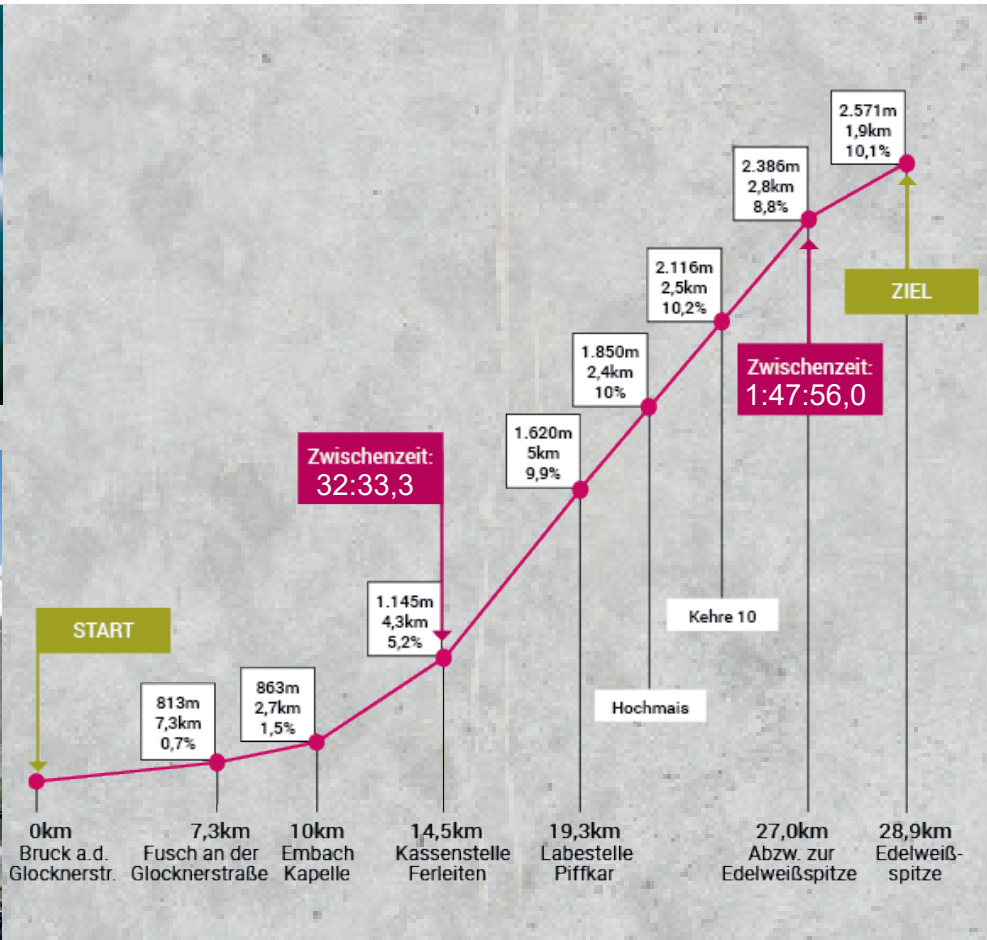 2.571m
1,9km
10,1%
2.386m
2,8km
8,8%
ZIEL
2.116m
2,5km
10,2%
1.850m
2,4km
10%
Zwischenzeit:
1:47:56,0
1.620m
5km
9,9%
Zwischenzeit:
32:33,3
1.145m
4,3km
5,2%
Kehre 10
START
863m
2,7km
1,5%
813m
7,3km
0,7%
Hochmais
0km
Bruck a.d.
Glocknerstr.
7,3km
Fusch an der
Glocknerstraße
10km
Embach
Kapelle
14,5km
Kassenstelle
Ferleiten
19,3km
Labestelle
Piffkar
27,0km
Abzw. zur
Edelweißspitze
28,9km
Edelweiß-
spitze